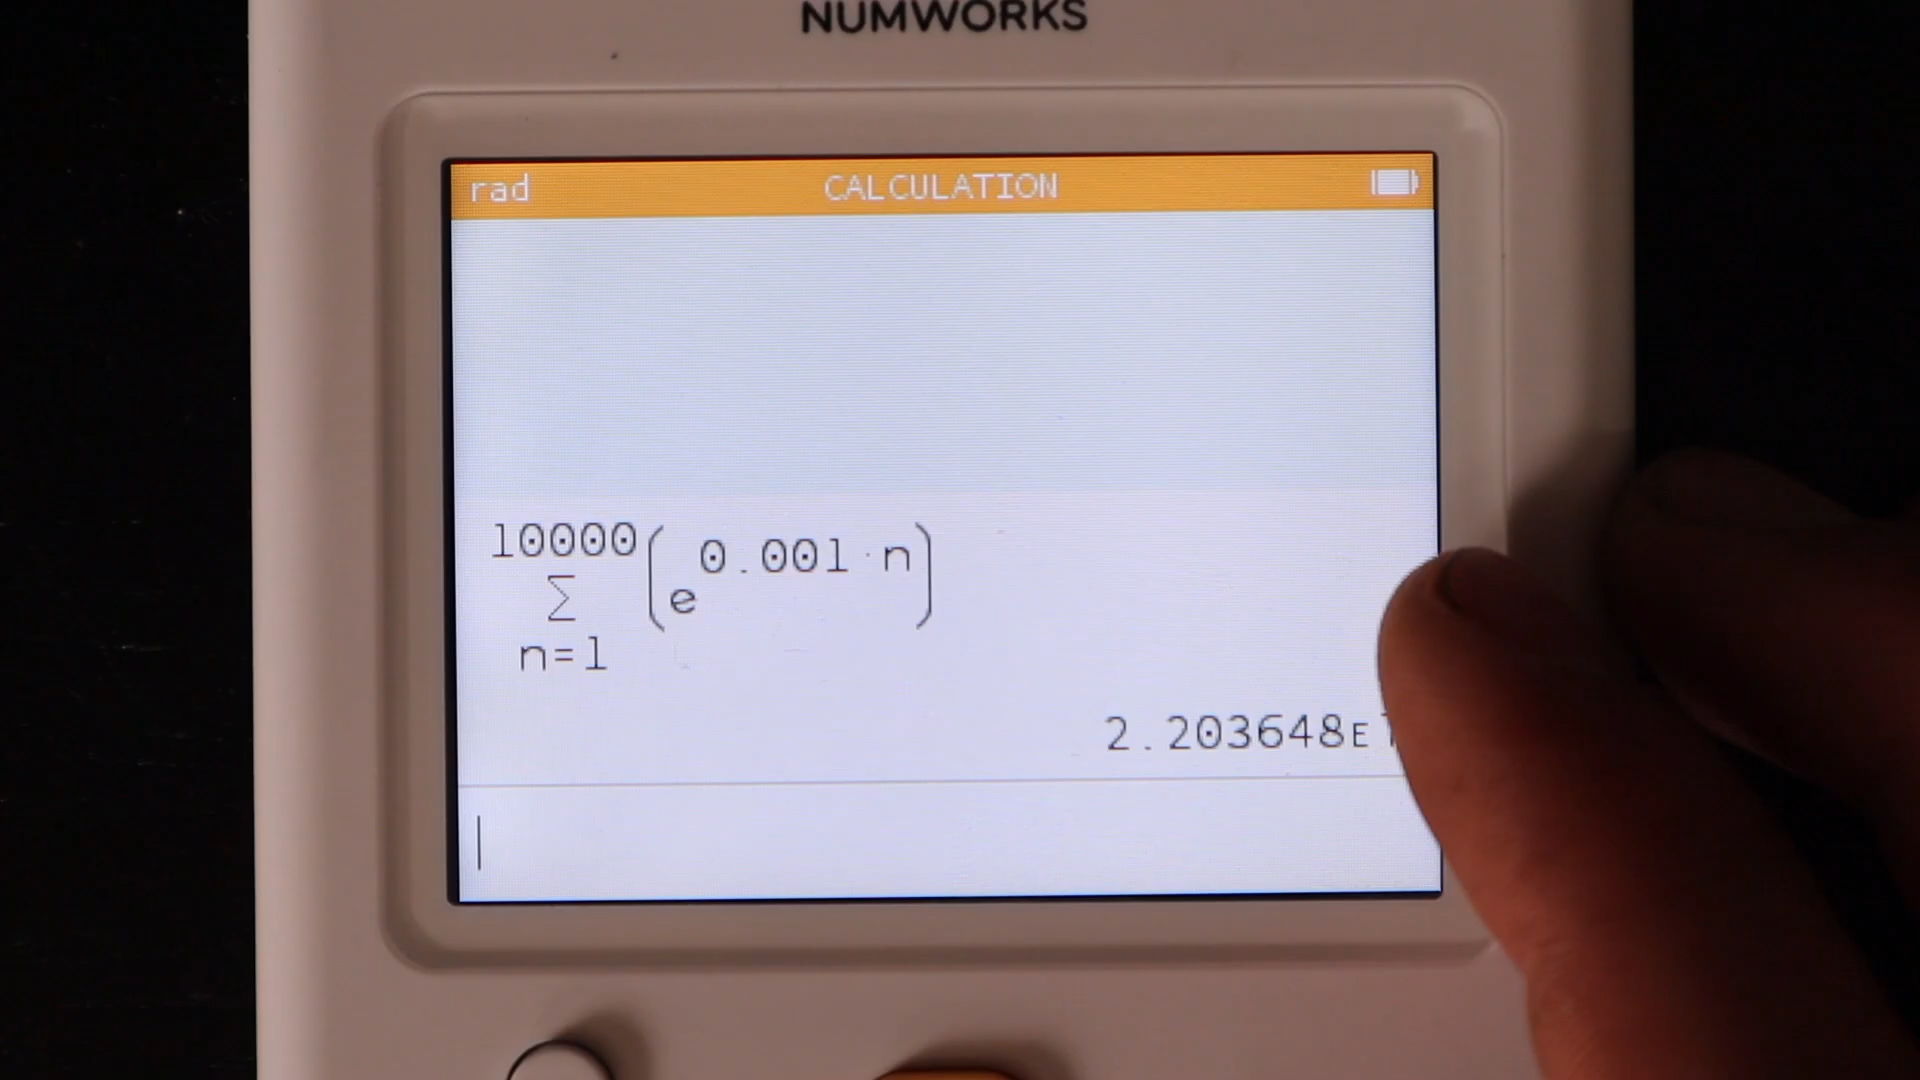 NUMWORKS
rad CALCULATION
10000
∑ (e^0.001·n)
n=1
2.203648E